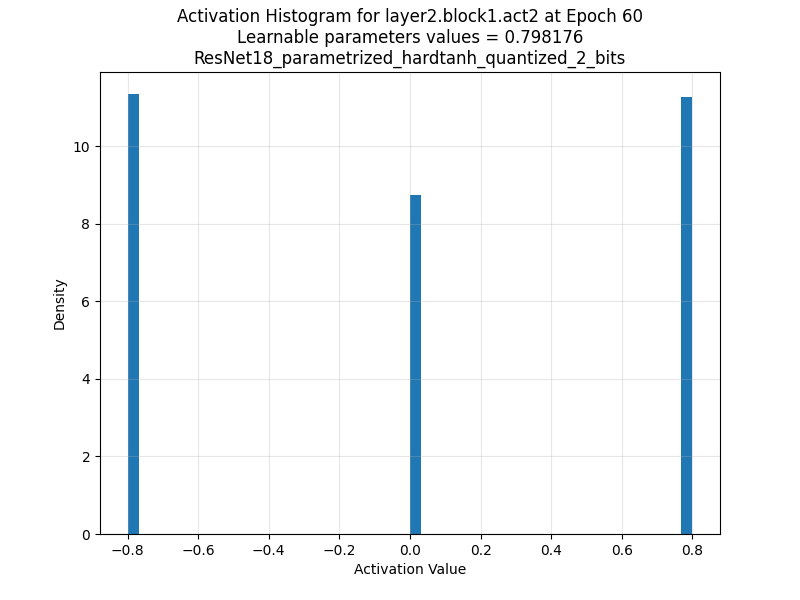 Activation Histogram for layer2.block1.act2 at Epoch 60
Learnable parameters values = 0.798176
ResNet18_parametrized_hardtanh_quantized_2_bits
Density
10
8
6
4
2
0
−0.8 −0.6 −0.4 −0.2 0.0 0.2 0.4 0.6 0.8
Activation Value